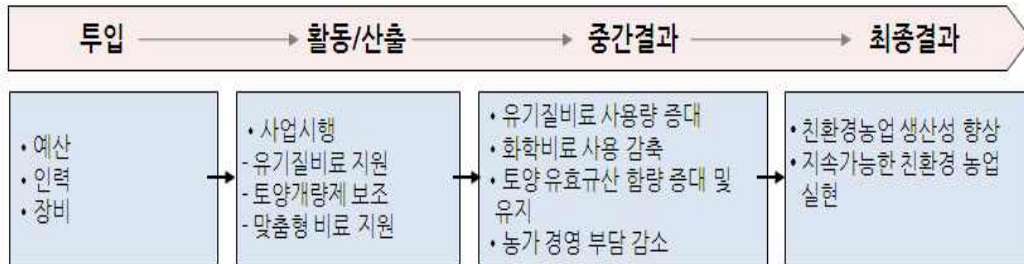 투입 활동/산출 중간결과 최종결과
• 예산
• 인력
• 장비
• 사업시행
- 유기질비료 지원
- 토양개량제 보조
- 맞춤형 비료 지원
• 유기질비료 사용량 증대
• 화학비료 사용 감축
• 토양 유효규산 함량 증대 및
유지
• 농가 경영 부담 감소
• 친환경농업 생산성 향상
• 지속가능한 친환경 농업
실현